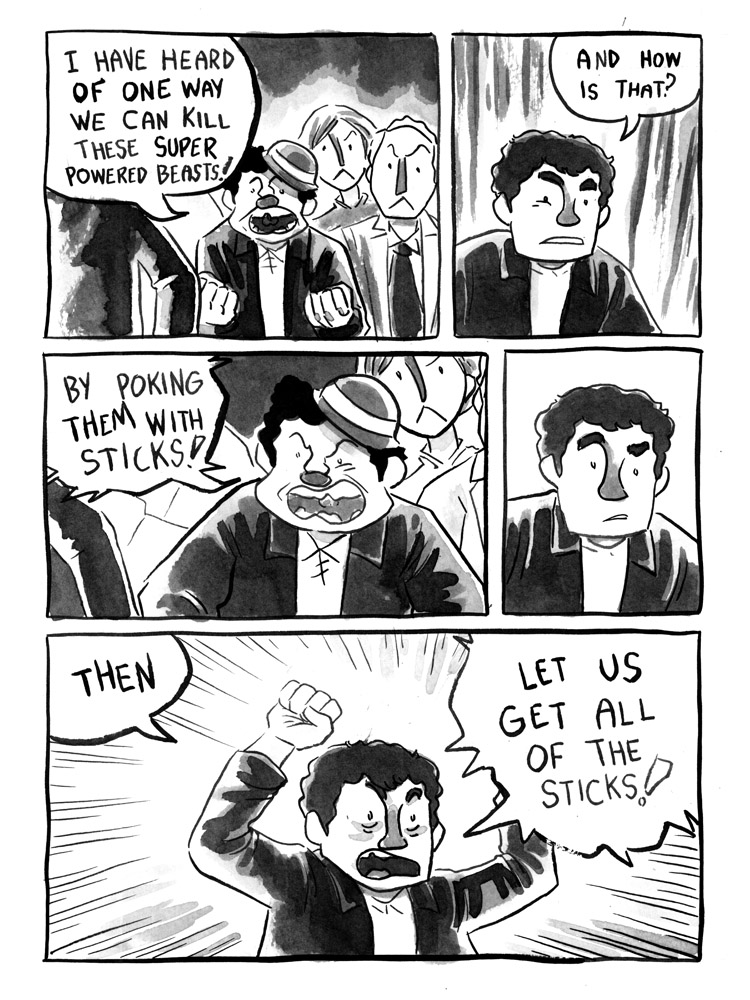 I HAVE HEARD
OF ONE WAY
WE CAN KILL
THESE SUPER
POWERED BEASTS!
AND HOW
IS THAT?
BY POKING
THEM WITH
STICKS!
THEN
LET US
GET ALL
OF THE
STICKS!